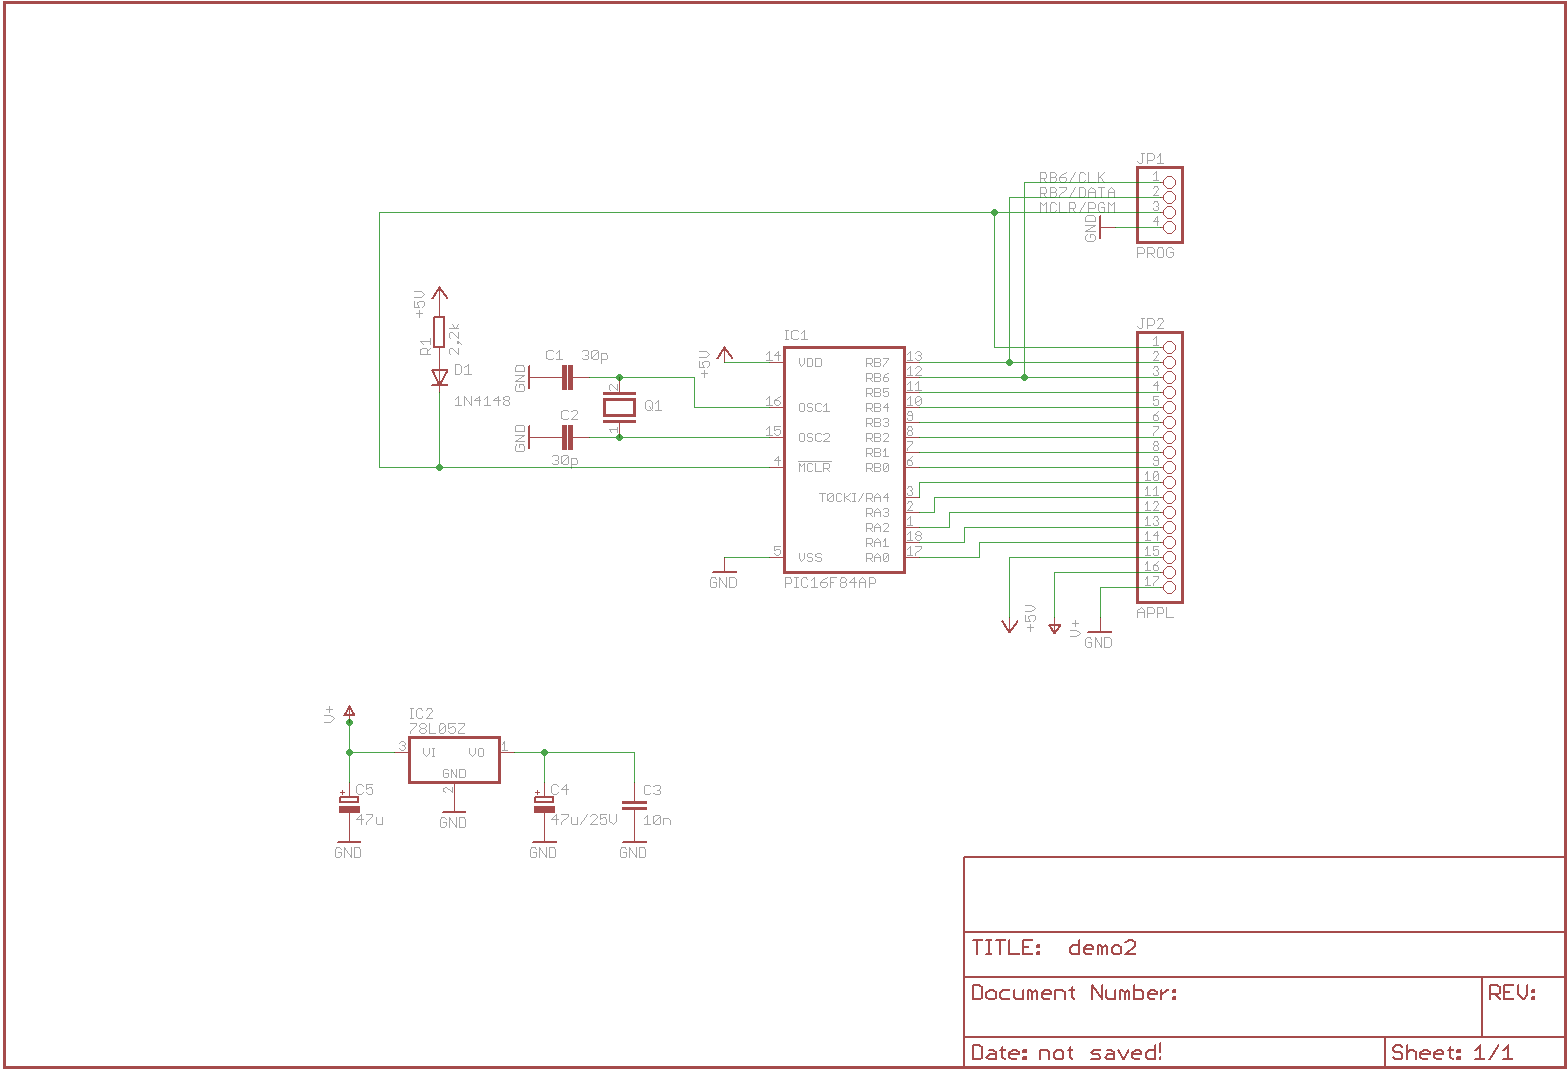 JP1
RB6/CLK
1
RB7/DATA
2
MCLR/PGM
3
GND
4
PROG
+5V
R1
2,2k
D1
1N4148
C1
30p
GND
2
Q1
1
C2
30p
GND
IC1
+5V
14
VDD
RB7
13
RB6
12
RB5
11
16
OSC1
RB4
10
RB3
9
15
OSC2
RB2
8
RB1
7
4
MCLR
RB0
6
T0CKI/RA4
3
RA3
2
RA2
1
RA1
18
5
VSS
RA0
17
GND
PIC16F84AP
JP2
1
2
3
4
5
6
7
8
9
10
11
12
13
14
15
16
17
APPL
+5V
V+
GND
V+
IC2
78L05Z
3
VI
VO
1
GND
2
GND
C5
47u
GND
C4
47u/25V
GND
C3
10n
GND
TITLE: demo2
Document Number:
REV:
Date: not saved!
Sheet: 1/1